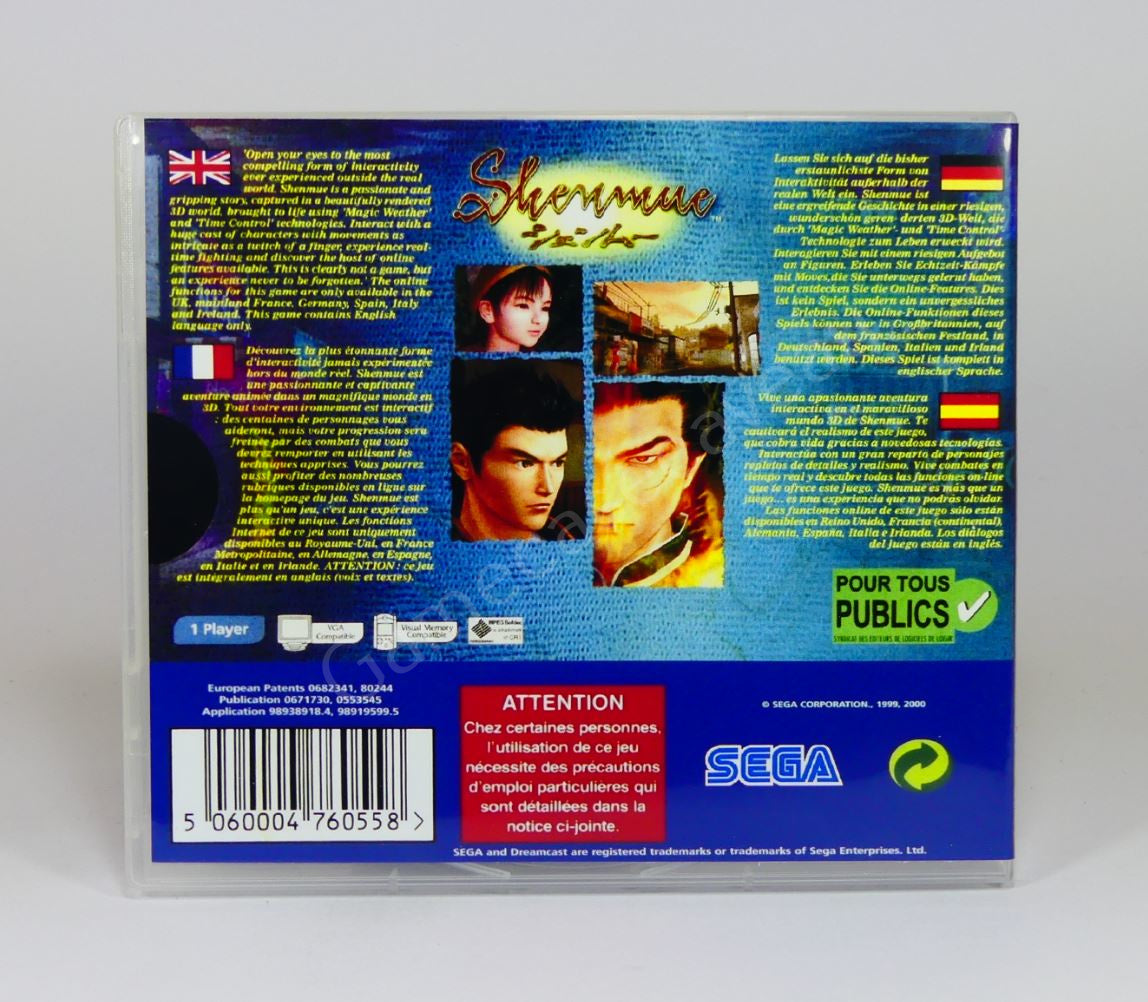 'Open your eyes to the most
compelling form of interactivity
ever experienced outside the real
world. Shenmue is a passionate and
gripping story, captured in a beautifully rendered
3D world, brought to life using 'Magic Weather'
and 'Time Control' technologies. Interact with a
huge cast of characters with movements as
intricate as a twitch of a finger, experience real-
time fighting and discover the host of online
features available. This is clearly not a game, but
an experience never to be forgotten.' The online
functions for this game are only available in the
UK, mainland France, Germany, Spain, Italy
and Ireland. This game contains English
language only.
Découvrez la plus étonnante forme
d'interactivité jamais expérimentée
hors du monde réel. Shenmue est
une passionnante et captivante
aventure animée dans un magnifique monde en
3D. Tout votre environnement est interactif
: des centaines de personnages vous
aideront, mais votre progression sera
freinée par des combats que vous
devrez remporter en utilisant les
techniques apprises. Vous pourrez
aussi profiter des nombreuses
rubriques disponibles en ligne sur
la homepage du jeu. Shenmue est
plus qu'un jeu, c'est une expérience
interactive unique. Les fonctions
Internet de ce jeu sont uniquement
disponibles au Royaume-Uni, en France
Metropolitaine, en Allemagne, en Espagne,
en Italie et en Irlande. ATTENTION : ce jeu
est intégralement en anglais (voix et textes).
Shenmue™
シェンムー
Lassen Sie sich auf die bisher
erstaunlichste Form von
Interaktivität außerhalb der
realen Welt ein. Shenmue ist
eine ergreifende Geschichte in einer riesigen,
wunderschön geren- derten 3D-Welt, die
durch 'Magic Weather'- und 'Time Control'-
Technologie zum Leben erweckt wird.
Interagieren Sie mit einem riesigen Aufgebot
an Figuren. Erleben Sie Echtzeit-Kämpfe
mit Moves, die Sie unterwegs gelernt haben,
und entdecken Sie die Online-Features. Dies
ist kein Spiel, sondern ein unvergessliches
Erlebnis. Die Online-Funktionen dieses
Spiels können nur in Großbritannien, auf
dem französischen Festland, in
Deutschland, Spanien, Italien und Irland
benützt werden. Dieses Spiel ist komplett in
englischer Sprache.
Vive una apasionante aventura
interactiva en el maravilloso
mundo 3D de Shenmue. Te
cautivará el realismo de este juego,
que cobra vida gracias a novedosas tecnologías.
Interactúa con un gran reparto de personajes
repletos de detalles y realismo. Vive combates en
tiempo real y descubre todas las funciones on-line
que te ofrece este juego. Shenmue es más que un
juego... es una experiencia que no podrás olvidar.
Las funciones online de este juego sólo están
disponibles en Reino Unido, Francia (continental),
Alemania, España, Italia e Irlanda. Los diálogos
del juego están en inglés.
POUR TOUS
PUBLICS
SYNDICAT DES EDITEURS DE LOGICIELS DE LOISIR
1 Player
VGA
Compatible
Visual Memory
Compatible
MPEG Sofdec
is a trademark
of CRI
European Patents 0682341, 80244
Publication 0671730, 0553545
Application 98938918.4, 98919599.5
5 060004 760558 >
ATTENTION
Chez certaines personnes,
l'utilisation de ce jeu
nécessite des précautions
d'emploi particulières qui
sont détaillées dans la
notice ci-jointe.
© SEGA CORPORATION., 1999, 2000
SEGA
SEGA and Dreamcast are registered trademarks or trademarks of Sega Enterprises, Ltd.